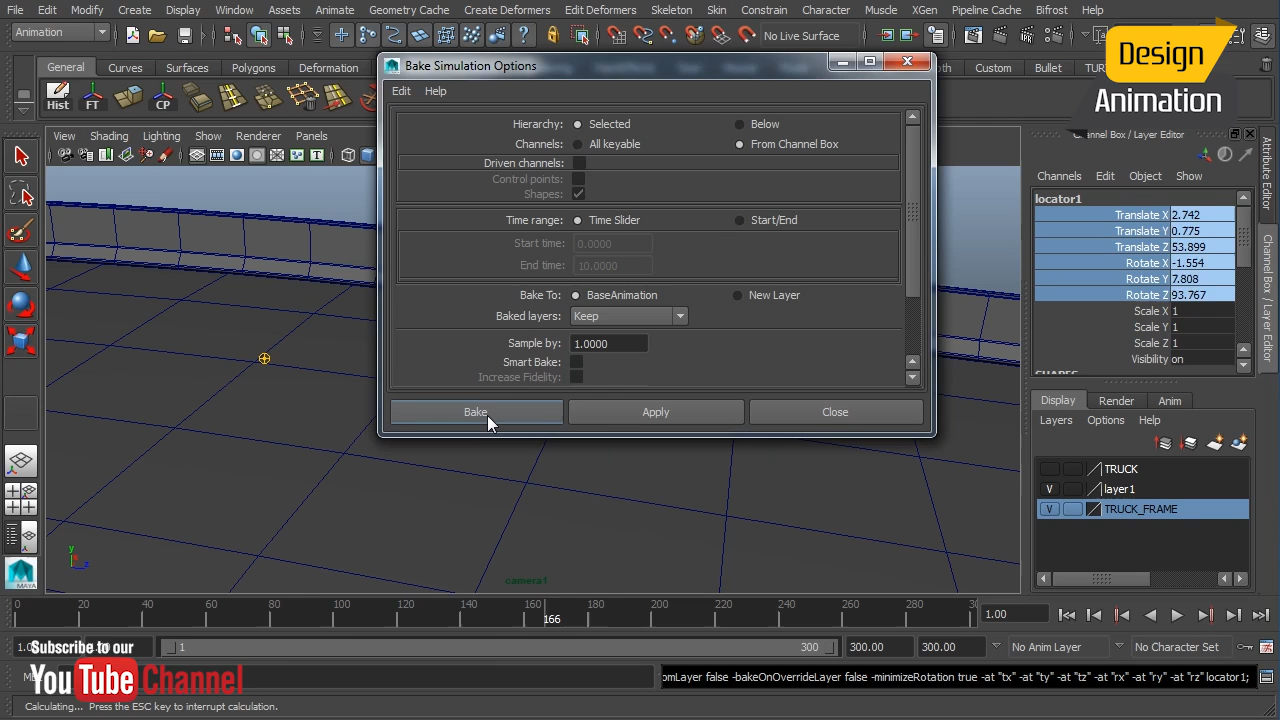 File Edit Modify Create Display Window Assets Animate Geometry Cache Create Deformers Edit Deformers Skeleton Skin Constrain Character Muscle XGen Pipeline Cache Bifrost Help
Animation
No Live Surface
Design
Animation
General Curves Surfaces Polygons Deformation Custom Bullet
Hist FT CP
Bake Simulation Options
Edit Help
Hierarchy: Selected Below
Channels: All keyable From Channel Box
Driven channels:
Control points:
Shapes:
Time range: Time Slider Start/End
Start time: 0.0000
End time: 10.0000
Bake To: BaseAnimation New Layer
Baked layers: Keep
Sample by: 1.0000
Smart Bake:
Increase Fidelity:
Bake Apply Close
View Shading Lighting Show Renderer Panels
camera1
y
z
MAYA
Channel Box / Layer Editor
Channels Edit Object Show
locator1
Translate X 2.742
Translate Y 0.775
Translate Z 53.899
Rotate X -1.554
Rotate Y 7.808
Rotate Z 93.767
Scale X 1
Scale Y 1
Scale Z 1
Visibility on
SHAPES
Display Render Anim
Layers Options Help
TRUCK
V layer1
V TRUCK_FRAME
Attribute Editor
Channel Box / Layer Editor
0 20 40 60 80 100 120 140 160 180 200 220 240 260 280
166
1.00
1 300 300.00 300.00 No Anim Layer No Character Set
Subscribe to our
YouTube Channel
omLayer false -bakeOnOverrideLayer false -minimizeRotation true -at "tx" -at "ty" -at "tz" -at "rx" -at "ry" -at "rz" locator1;
Calculating... Press the ESC key to interrupt calculation.